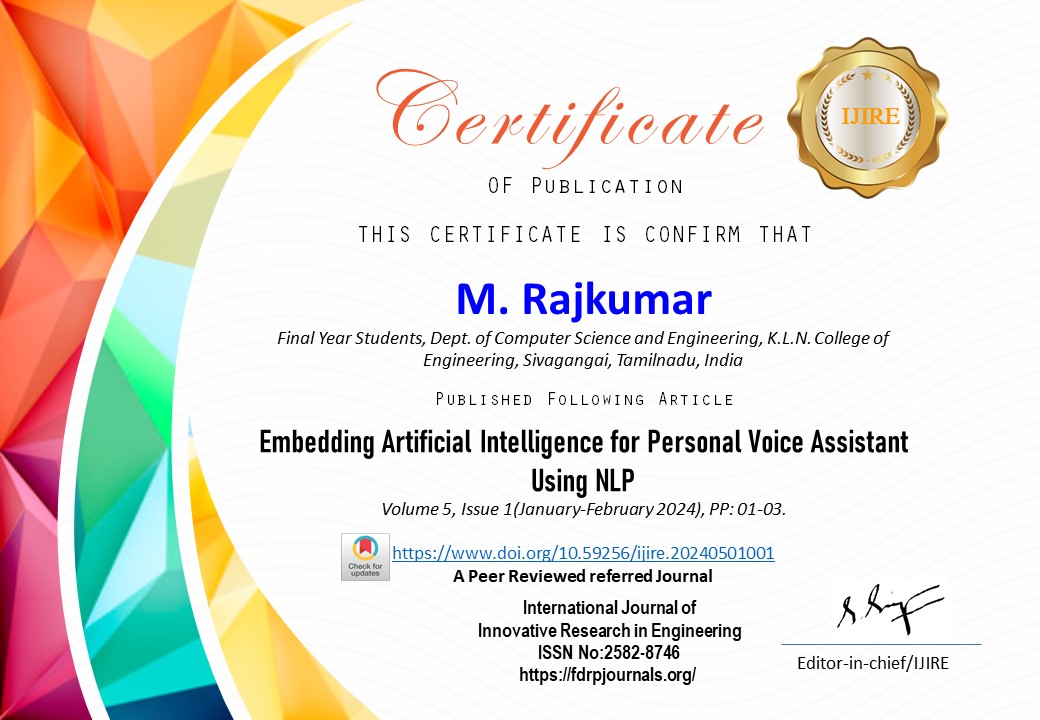 Certificate
IJIRE
OF PUBLICATION
THIS CERTIFICATE IS CONFIRM THAT
M. Rajkumar
Final Year Students, Dept. of Computer Science and Engineering, K.L.N. College of
Engineering, Sivagangai, Tamilnadu, India
PUBLISHED FOLLOWING ARTICLE
Embedding Artificial Intelligence for Personal Voice Assistant
Using NLP
Volume 5, Issue 1(January-February 2024), PP: 01-03.
Check for
updates
https://www.doi.org/10.59256/ijire.20240501001
A Peer Reviewed referred Journal
International Journal of
Innovative Research in Engineering
ISSN No:2582-8746
https://fdrpjournals.org/
Editor-in-chief/IJIRE